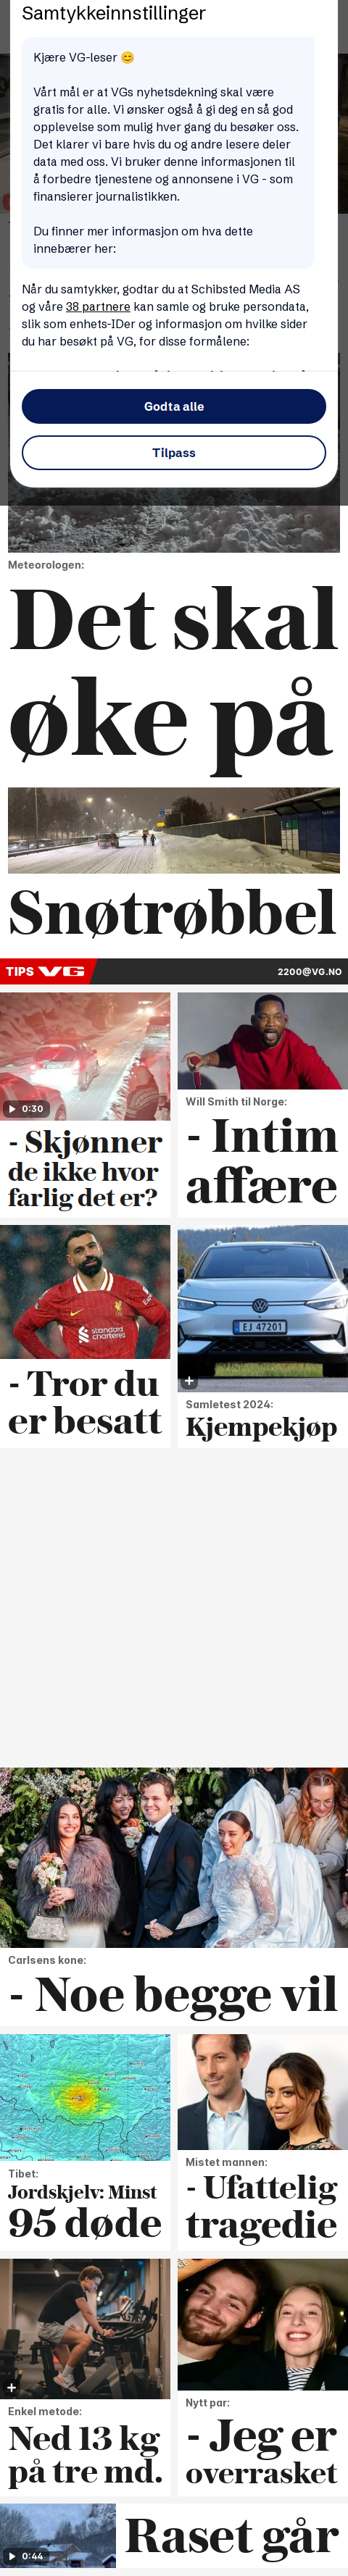 Samtykkeinnstillinger
Kjære VG-leser 😊
Vårt mål er at VGs nyhetsdekning skal være
gratis for alle. Vi ønsker også å gi deg en så god
opplevelse som mulig hver gang du besøker oss.
Det klarer vi bare hvis du og andre lesere deler
data med oss. Vi bruker denne informasjonen til
å forbedre tjenestene og annonsene i VG - som
finansierer journalistikken.
Du finner mer informasjon om hva dette
innebærer her:
Når du samtykker, godtar du at Schibsted Media AS
og våre 38 partnere kan samle og bruke persondata,
slik som enhets-IDer og informasjon om hvilke sider
du har besøkt på VG, for disse formålene:
Godta alle
Tilpass
Meteorologen:
Det skal
øke på
Snøtrøbbel
TIPS VG 2200@VG.NO
0:30
- Skjønner
de ikke hvor
farlig det er?
Will Smith til Norge:
- Intim
affære
standard
chartered
- Tror du
er besatt
EJ 47201
Samletest 2024:
Kjempekjøp
Carlsens kone:
- Noe begge vil
Tibet:
Jordskjelv: Minst
95 døde
Mistet mannen:
- Ufattelig
tragedie
Enkel metode:
Ned 13 kg
på tre md.
Nytt par:
- Jeg er
overrasket
0:44
Raset går